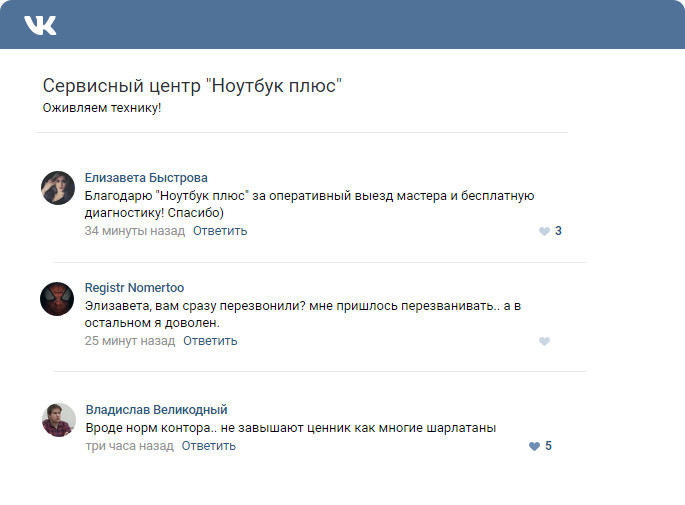 VK
Сервисный центр "Ноутбук плюс"
Оживляем технику!
Елизавета Быстрова
Благодарю "Ноутбук плюс" за оперативный выезд мастера и бесплатную
диагностику! Спасибо)
34 минуты назад Ответить 3
Registr Nomertoo
Элизавета, вам сразу перезвонили? мне пришлось перезванивать.. а в
остальном я доволен.
25 минут назад Ответить
Владислав Великодный
Вроде норм контора.. не завышают ценник как многие шарлатаны
три часа назад Ответить 5